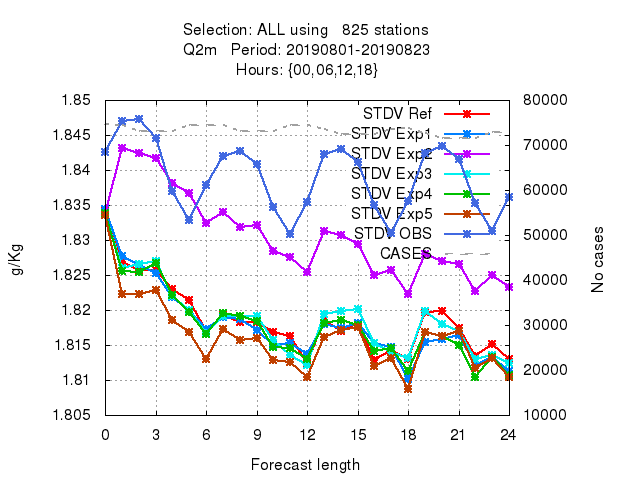 Selection: ALL using   825 stations
Q2m   Period: 20190801-20190823
Hours: {00,06,12,18}
1.85
1.845
1.84
1.835
1.83
1.825
1.82
1.815
1.81
1.805
g/Kg
80000
70000
60000
50000
40000
30000
20000
10000
No cases
STDV Ref
STDV Exp1
STDV Exp2
STDV Exp3
STDV Exp4
STDV Exp5
STDV OBS
CASES
0 3 6 9 12 15 18 21 24
Forecast length